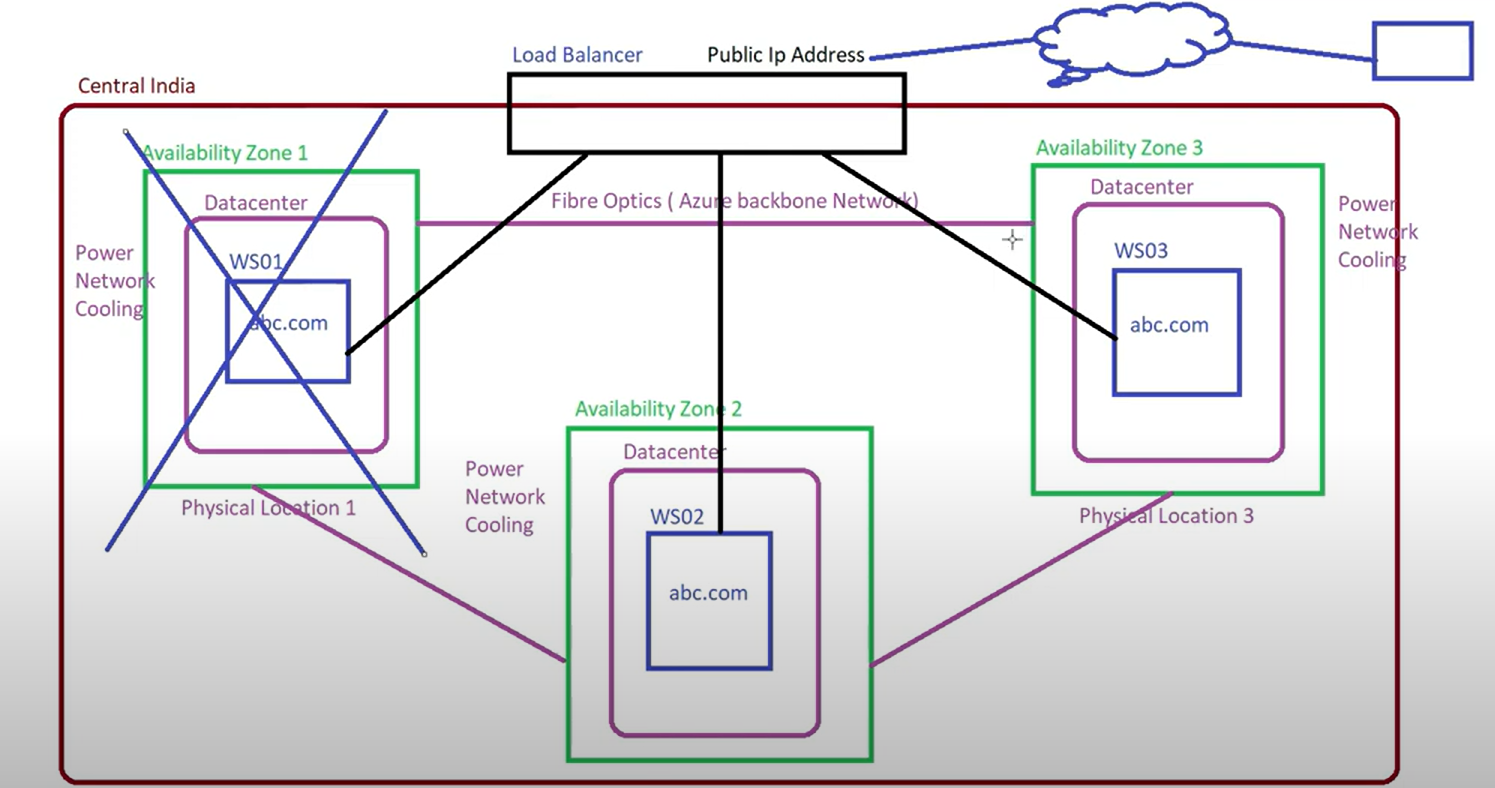 Load Balancer
Public Ip Address
Central India
Availability Zone 1
Datacenter
Power
Network
Cooling
WS01
abc.com
Physical Location 1
Fibre Optics ( Azure backbone Network)
Availability Zone 3
Datacenter
Power
Network
Cooling
WS03
abc.com
Physical Location 3
Availability Zone 2
Datacenter
Power
Network
Cooling
WS02
abc.com